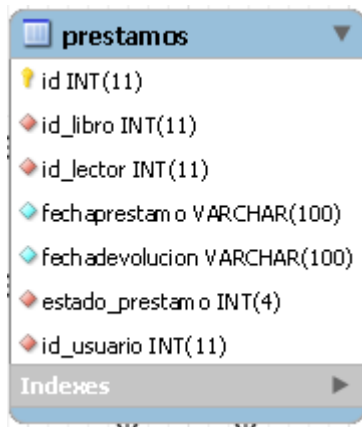 prestamos
id INT(11)
id_libro INT(11)
id_lector INT(11)
fechaprestamo VARCHAR(100)
fechadevolucion VARCHAR(100)
estado_prestamo INT(4)
id_usuario INT(11)
Indexes